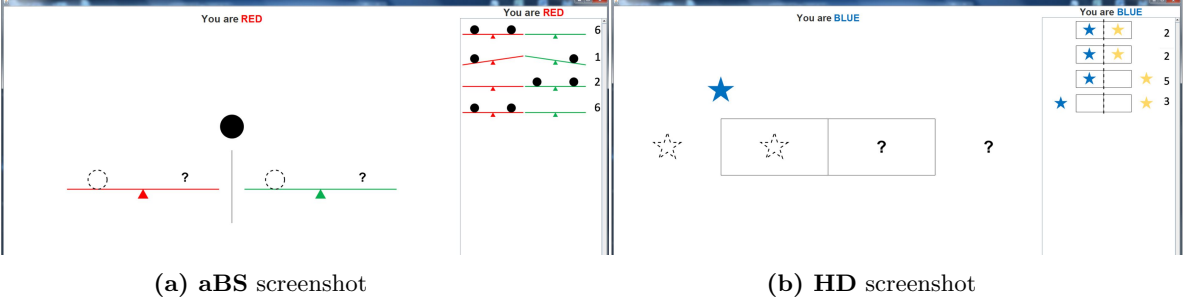 You are RED
You are RED
6
1
2
6
? ?
(a) aBS screenshot
You are BLUE
You are BLUE
2
2
5
3
? ?
(b) HD screenshot